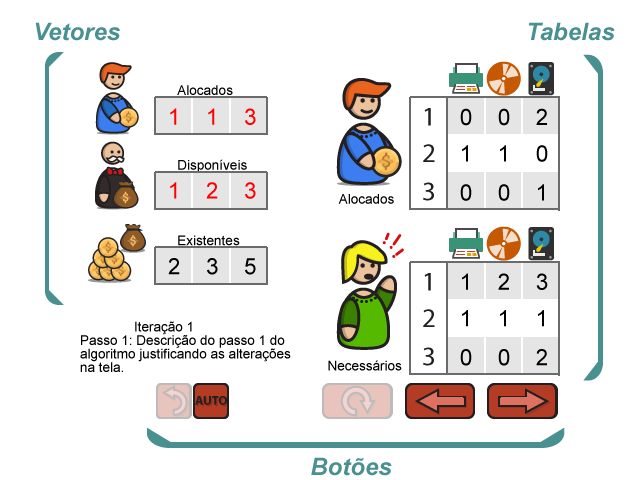 Vetores
Tabelas
Alocados
1 1 3
Disponíveis
1 2 3
Existentes
2 3 5
Iteração 1
Passo 1: Descrição do passo 1 do
algoritmo justificando as alterações
na tela.
AUTO
1 0 0 2
2 1 1 0
3 0 0 1
Alocados
1 1 2 3
2 1 1 1
3 0 0 2
Necessários
Botões